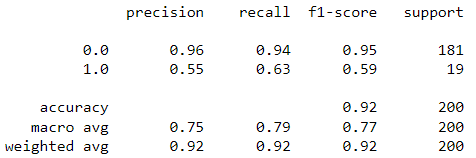 precision recall f1-score support
0.0 0.96 0.94 0.95 181
1.0 0.55 0.63 0.59 19
accuracy 0.92 200
macro avg 0.75 0.79 0.77 200
weighted avg 0.92 0.92 0.92 200